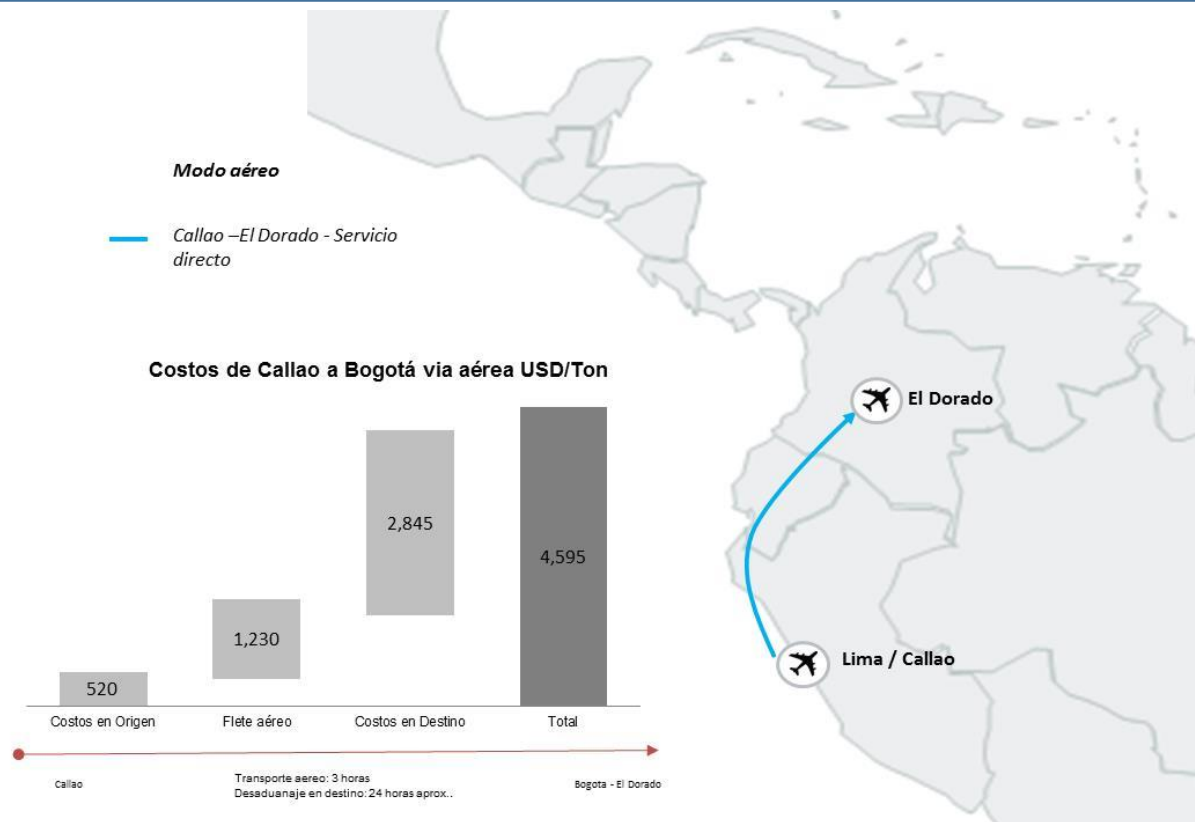 Modo aéreo
Callao –El Dorado - Servicio
directo
Costos de Callao a Bogotá via aérea USD/Ton
520
1,230
2,845
4,595
Costos en Origen
Flete aéreo
Costos en Destino
Total
Callao
Transporte aereo: 3 horas
Desaduanaje en destino: 24 horas aprox..
Bogota - El Dorado
El Dorado
Lima / Callao